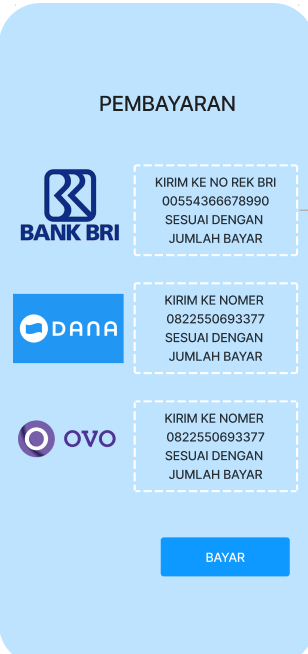 PEMBAYARAN
BANK BRI
KIRIM KE NO REK BRI
00554366678990
SESUAI DENGAN
JUMLAH BAYAR
DANA
KIRIM KE NOMER
0822550693377
SESUAI DENGAN
JUMLAH BAYAR
OVO
KIRIM KE NOMER
0822550693377
SESUAI DENGAN
JUMLAH BAYAR
BAYAR